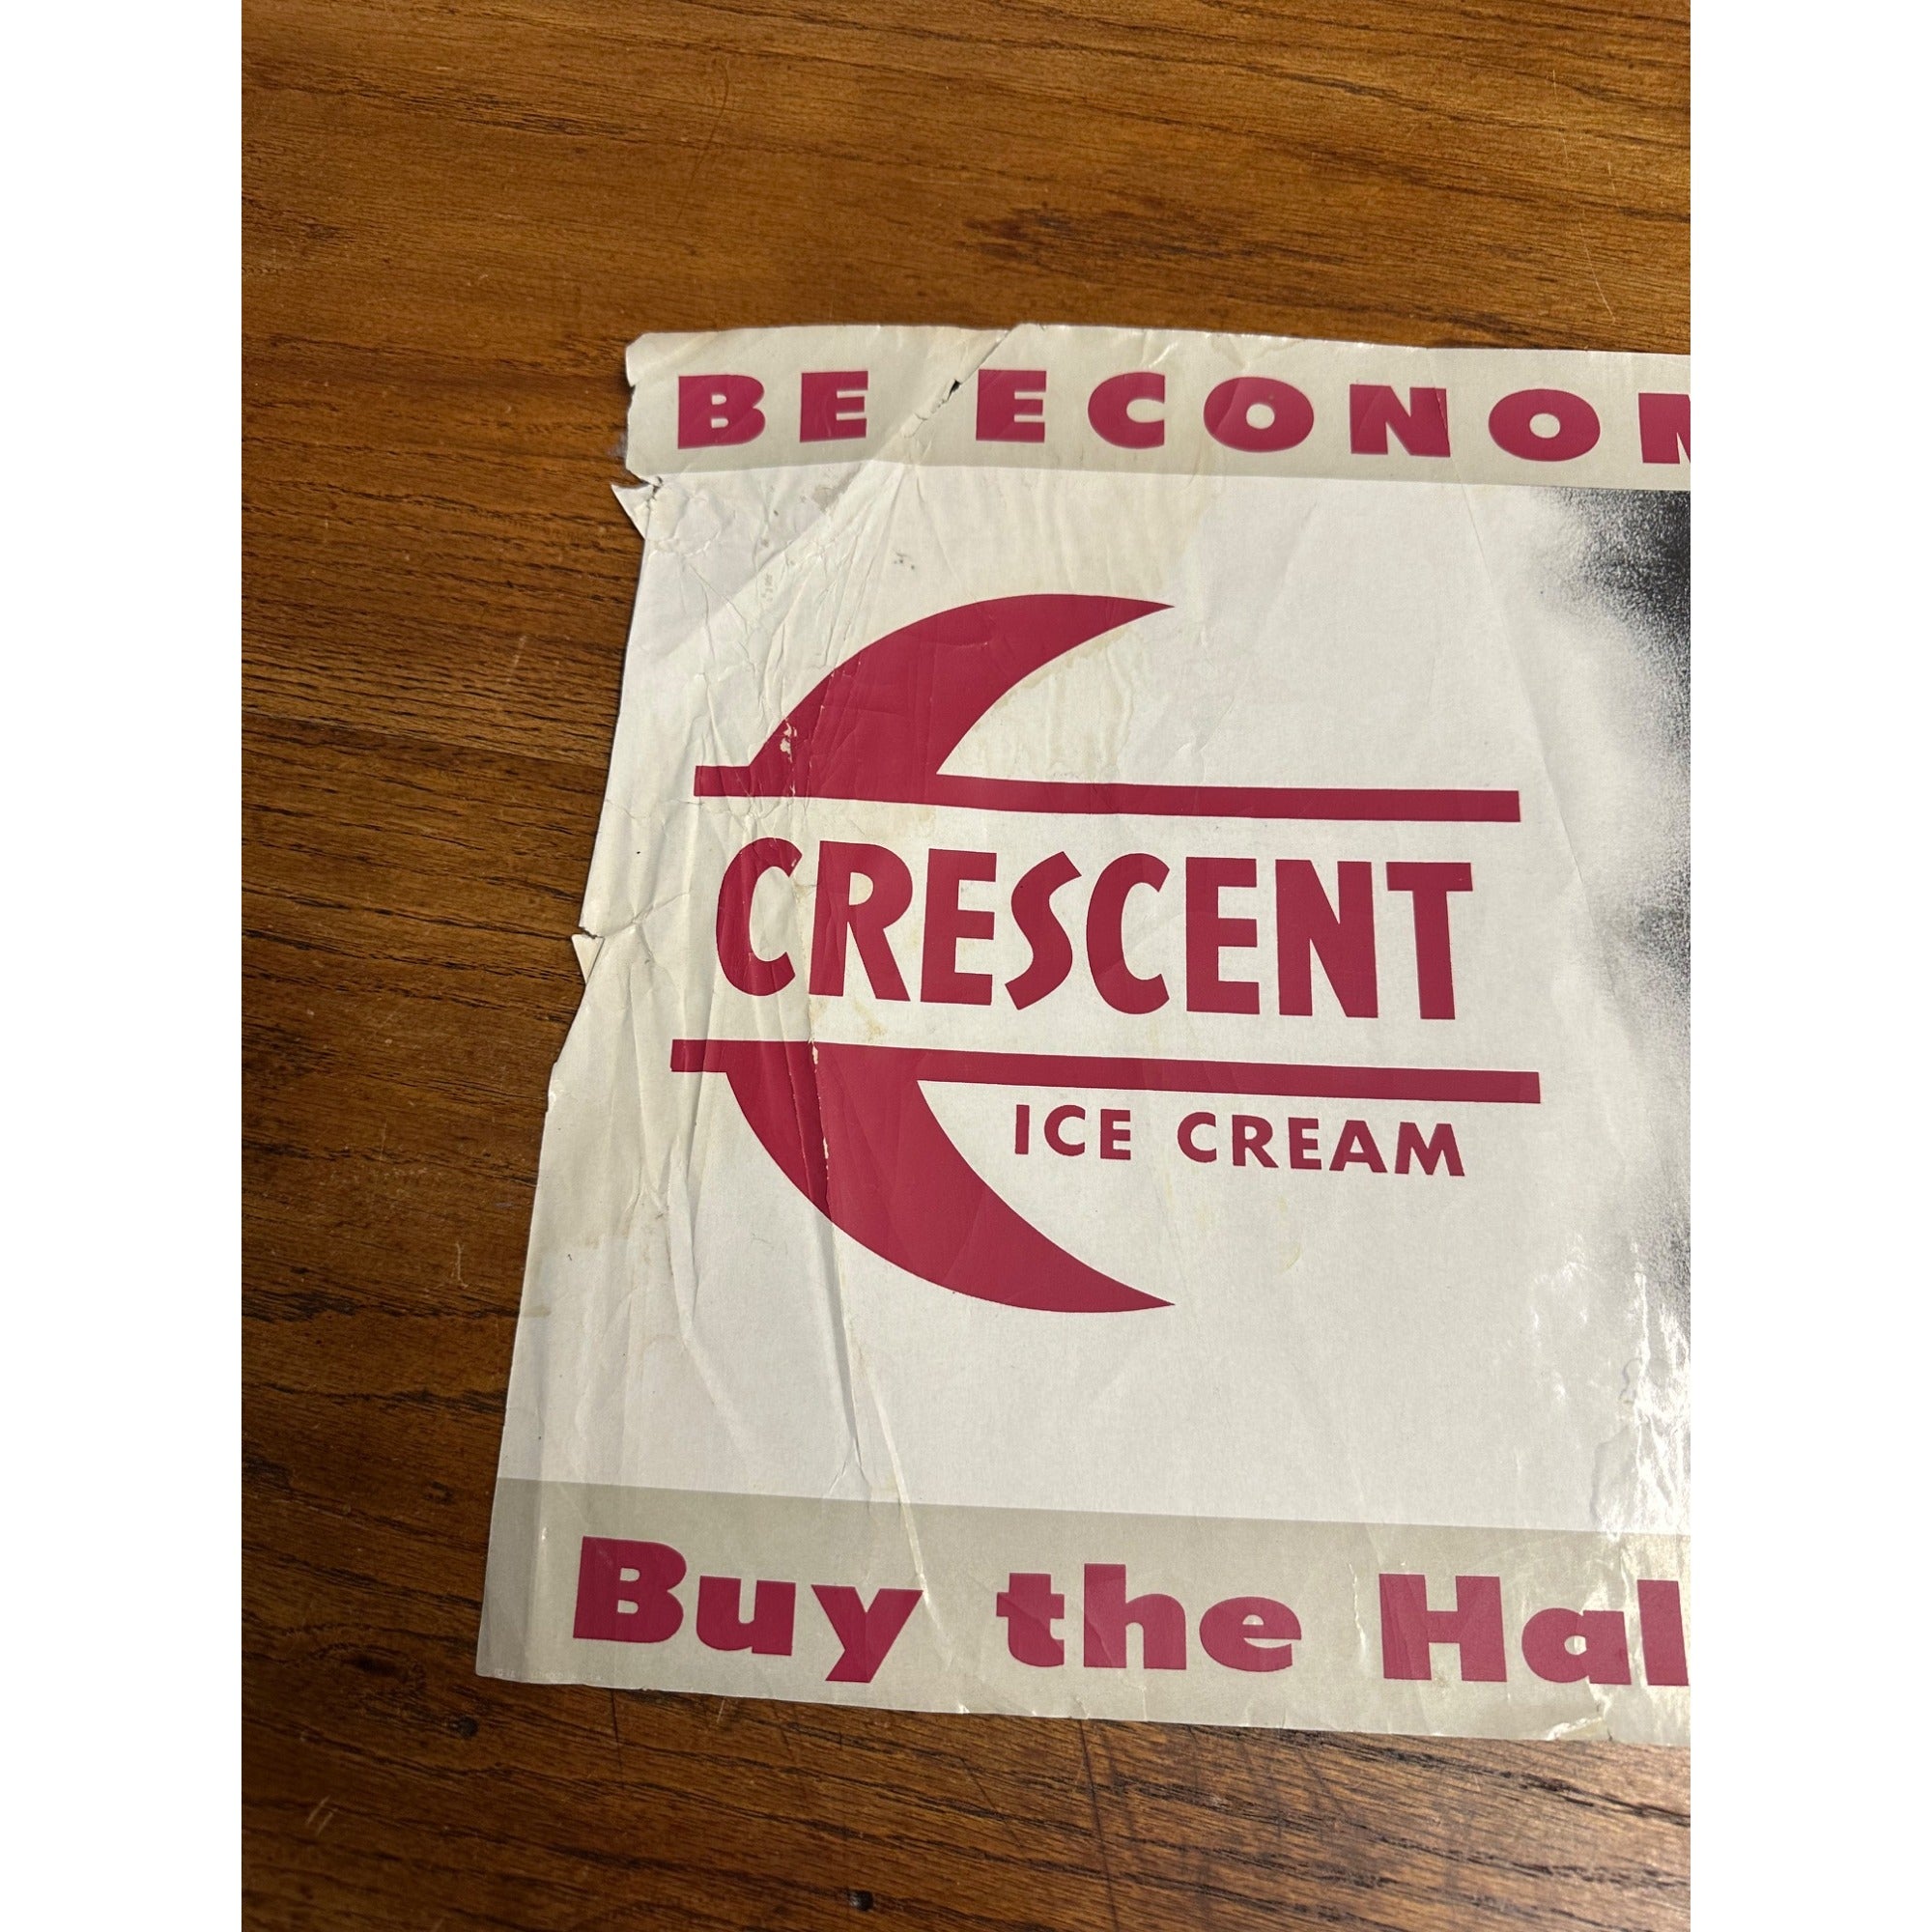 BE ECONOM
CRESCENT
ICE CREAM
Buy the Hal